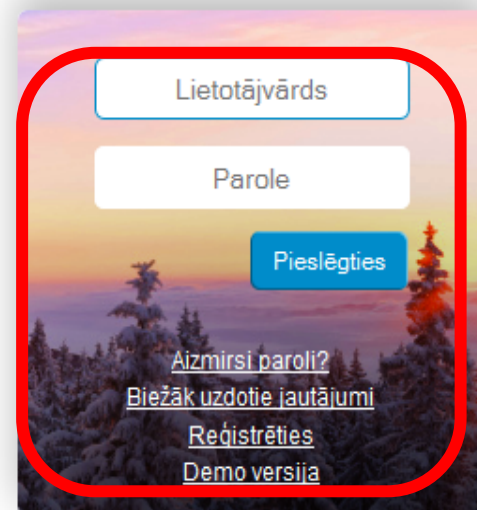 Lietotājvārds
Parole
Pieslēgties
Aizmirsi paroli?
Biežāk uzdotie jautājumi
Reģistrēties
Demo versija